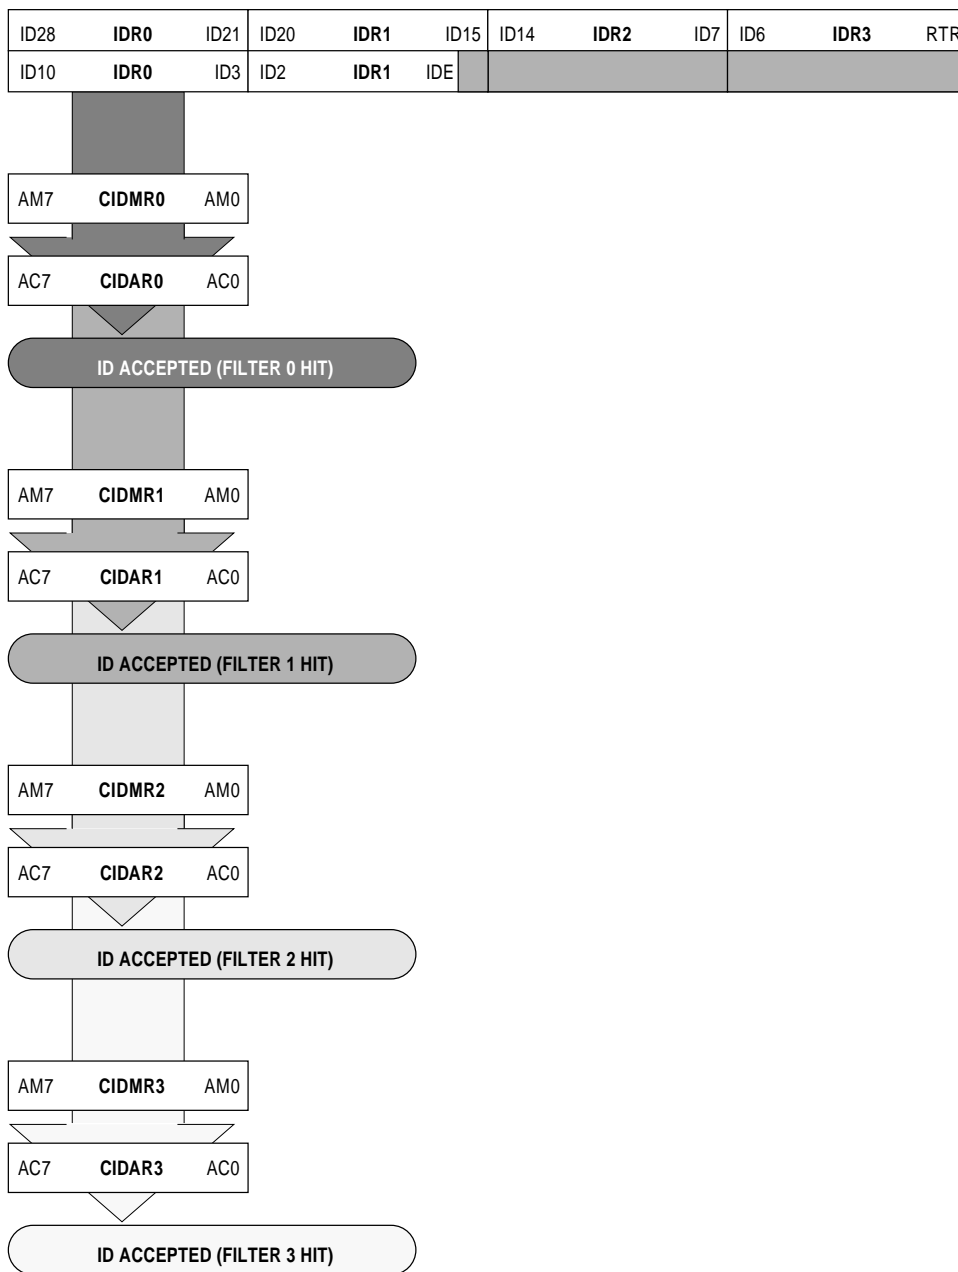 ID28 IDR0 ID21 ID20 IDR1 ID15 ID14 IDR2 ID7 ID6 IDR3 RTR
ID10 IDR0 ID3 ID2 IDR1 IDE
AM7 CIDMR0 AM0
AC7 CIDAR0 AC0
ID ACCEPTED (FILTER 0 HIT)
AM7 CIDMR1 AM0
AC7 CIDAR1 AC0
ID ACCEPTED (FILTER 1 HIT)
AM7 CIDMR2 AM0
AC7 CIDAR2 AC0
ID ACCEPTED (FILTER 2 HIT)
AM7 CIDMR3 AM0
AC7 CIDAR3 AC0
ID ACCEPTED (FILTER 3 HIT)